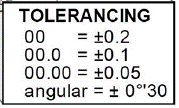 TOLERANCING
00 = ±0.2
00.0 = ±0.1
00.00 = ±0.05
angular = ± 0°'30